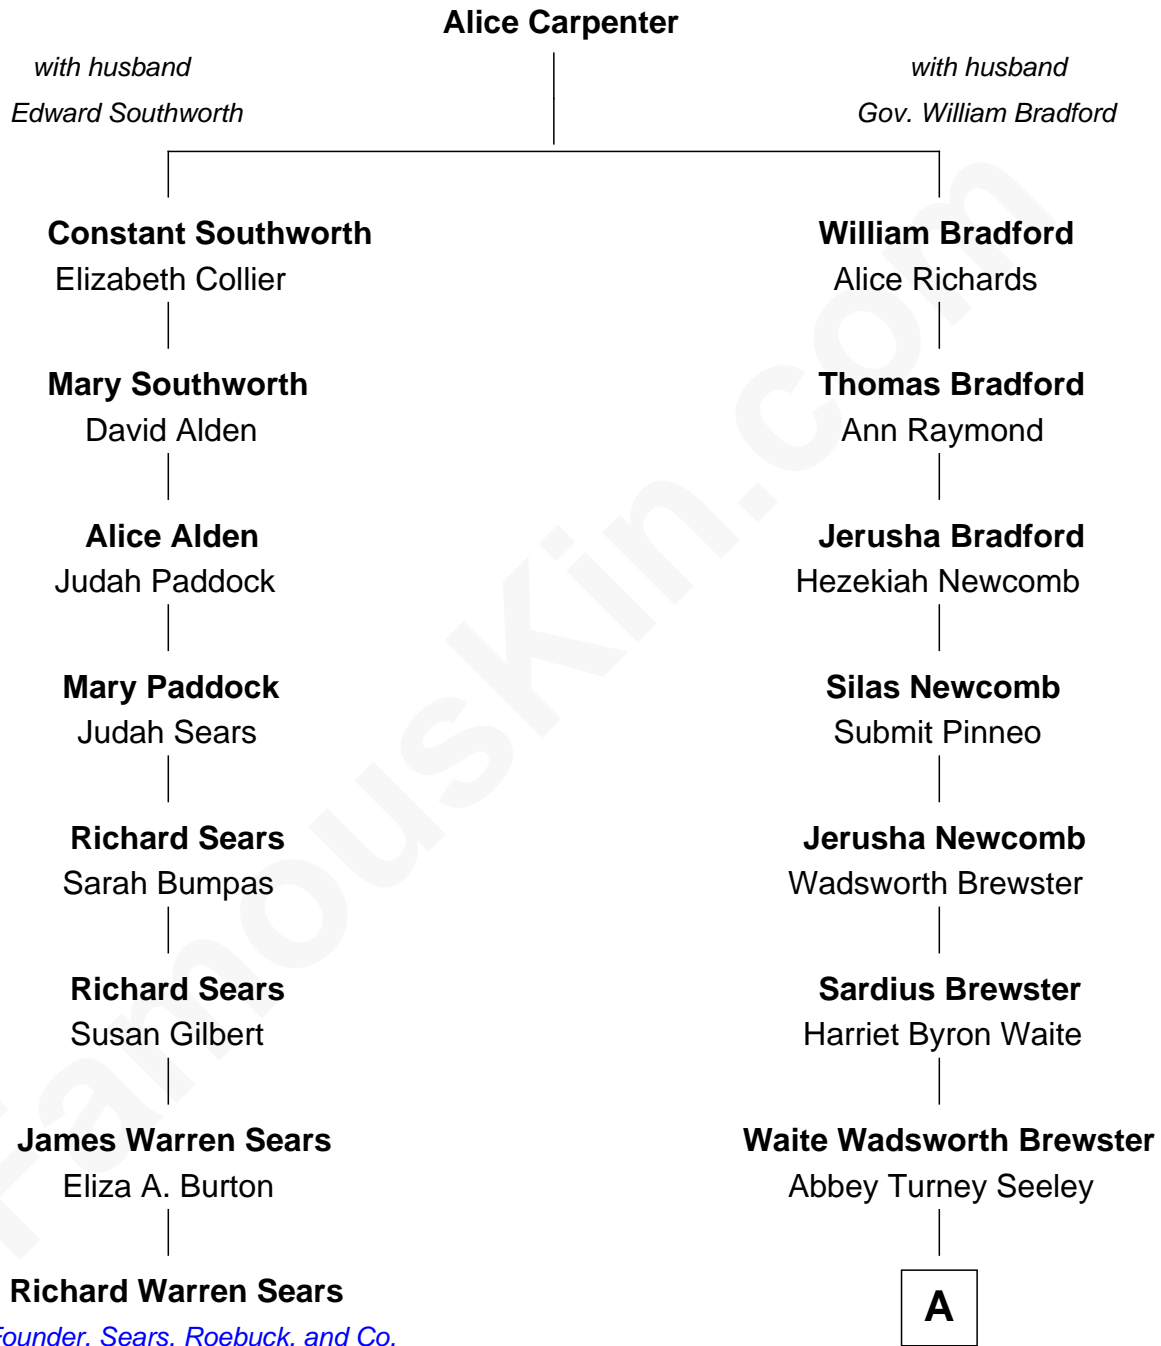 Alice Carpenter
with husband
Edward Southworth
with husband
Gov. William Bradford
Constant Southworth
Elizabeth Collier
William Bradford
Alice Richards
Mary Southworth
David Alden
Thomas Bradford
Ann Raymond
Alice Alden
Judah Paddock
Jerusha Bradford
Hezekiah Newcomb
Mary Paddock
Judah Sears
Silas Newcomb
Submit Pinneo
Richard Sears
Sarah Bumpas
Jerusha Newcomb
Wadsworth Brewster
Richard Sears
Susan Gilbert
Sardius Brewster
Harriet Byron Waite
James Warren Sears
Eliza A. Burton
Waite Wadsworth Brewster
Abbey Turney Seeley
Richard Warren Sears
Founder, Sears, Roebuck, and Co.
A
FamousKin.com